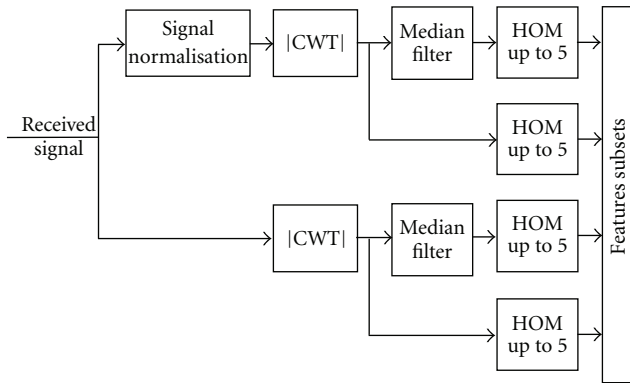 Signal
normalisation
|CWT|
Median
filter
HOM
up to 5
HOM
up to 5
Received
signal
|CWT|
Median
filter
HOM
up to 5
HOM
up to 5
Features subsets